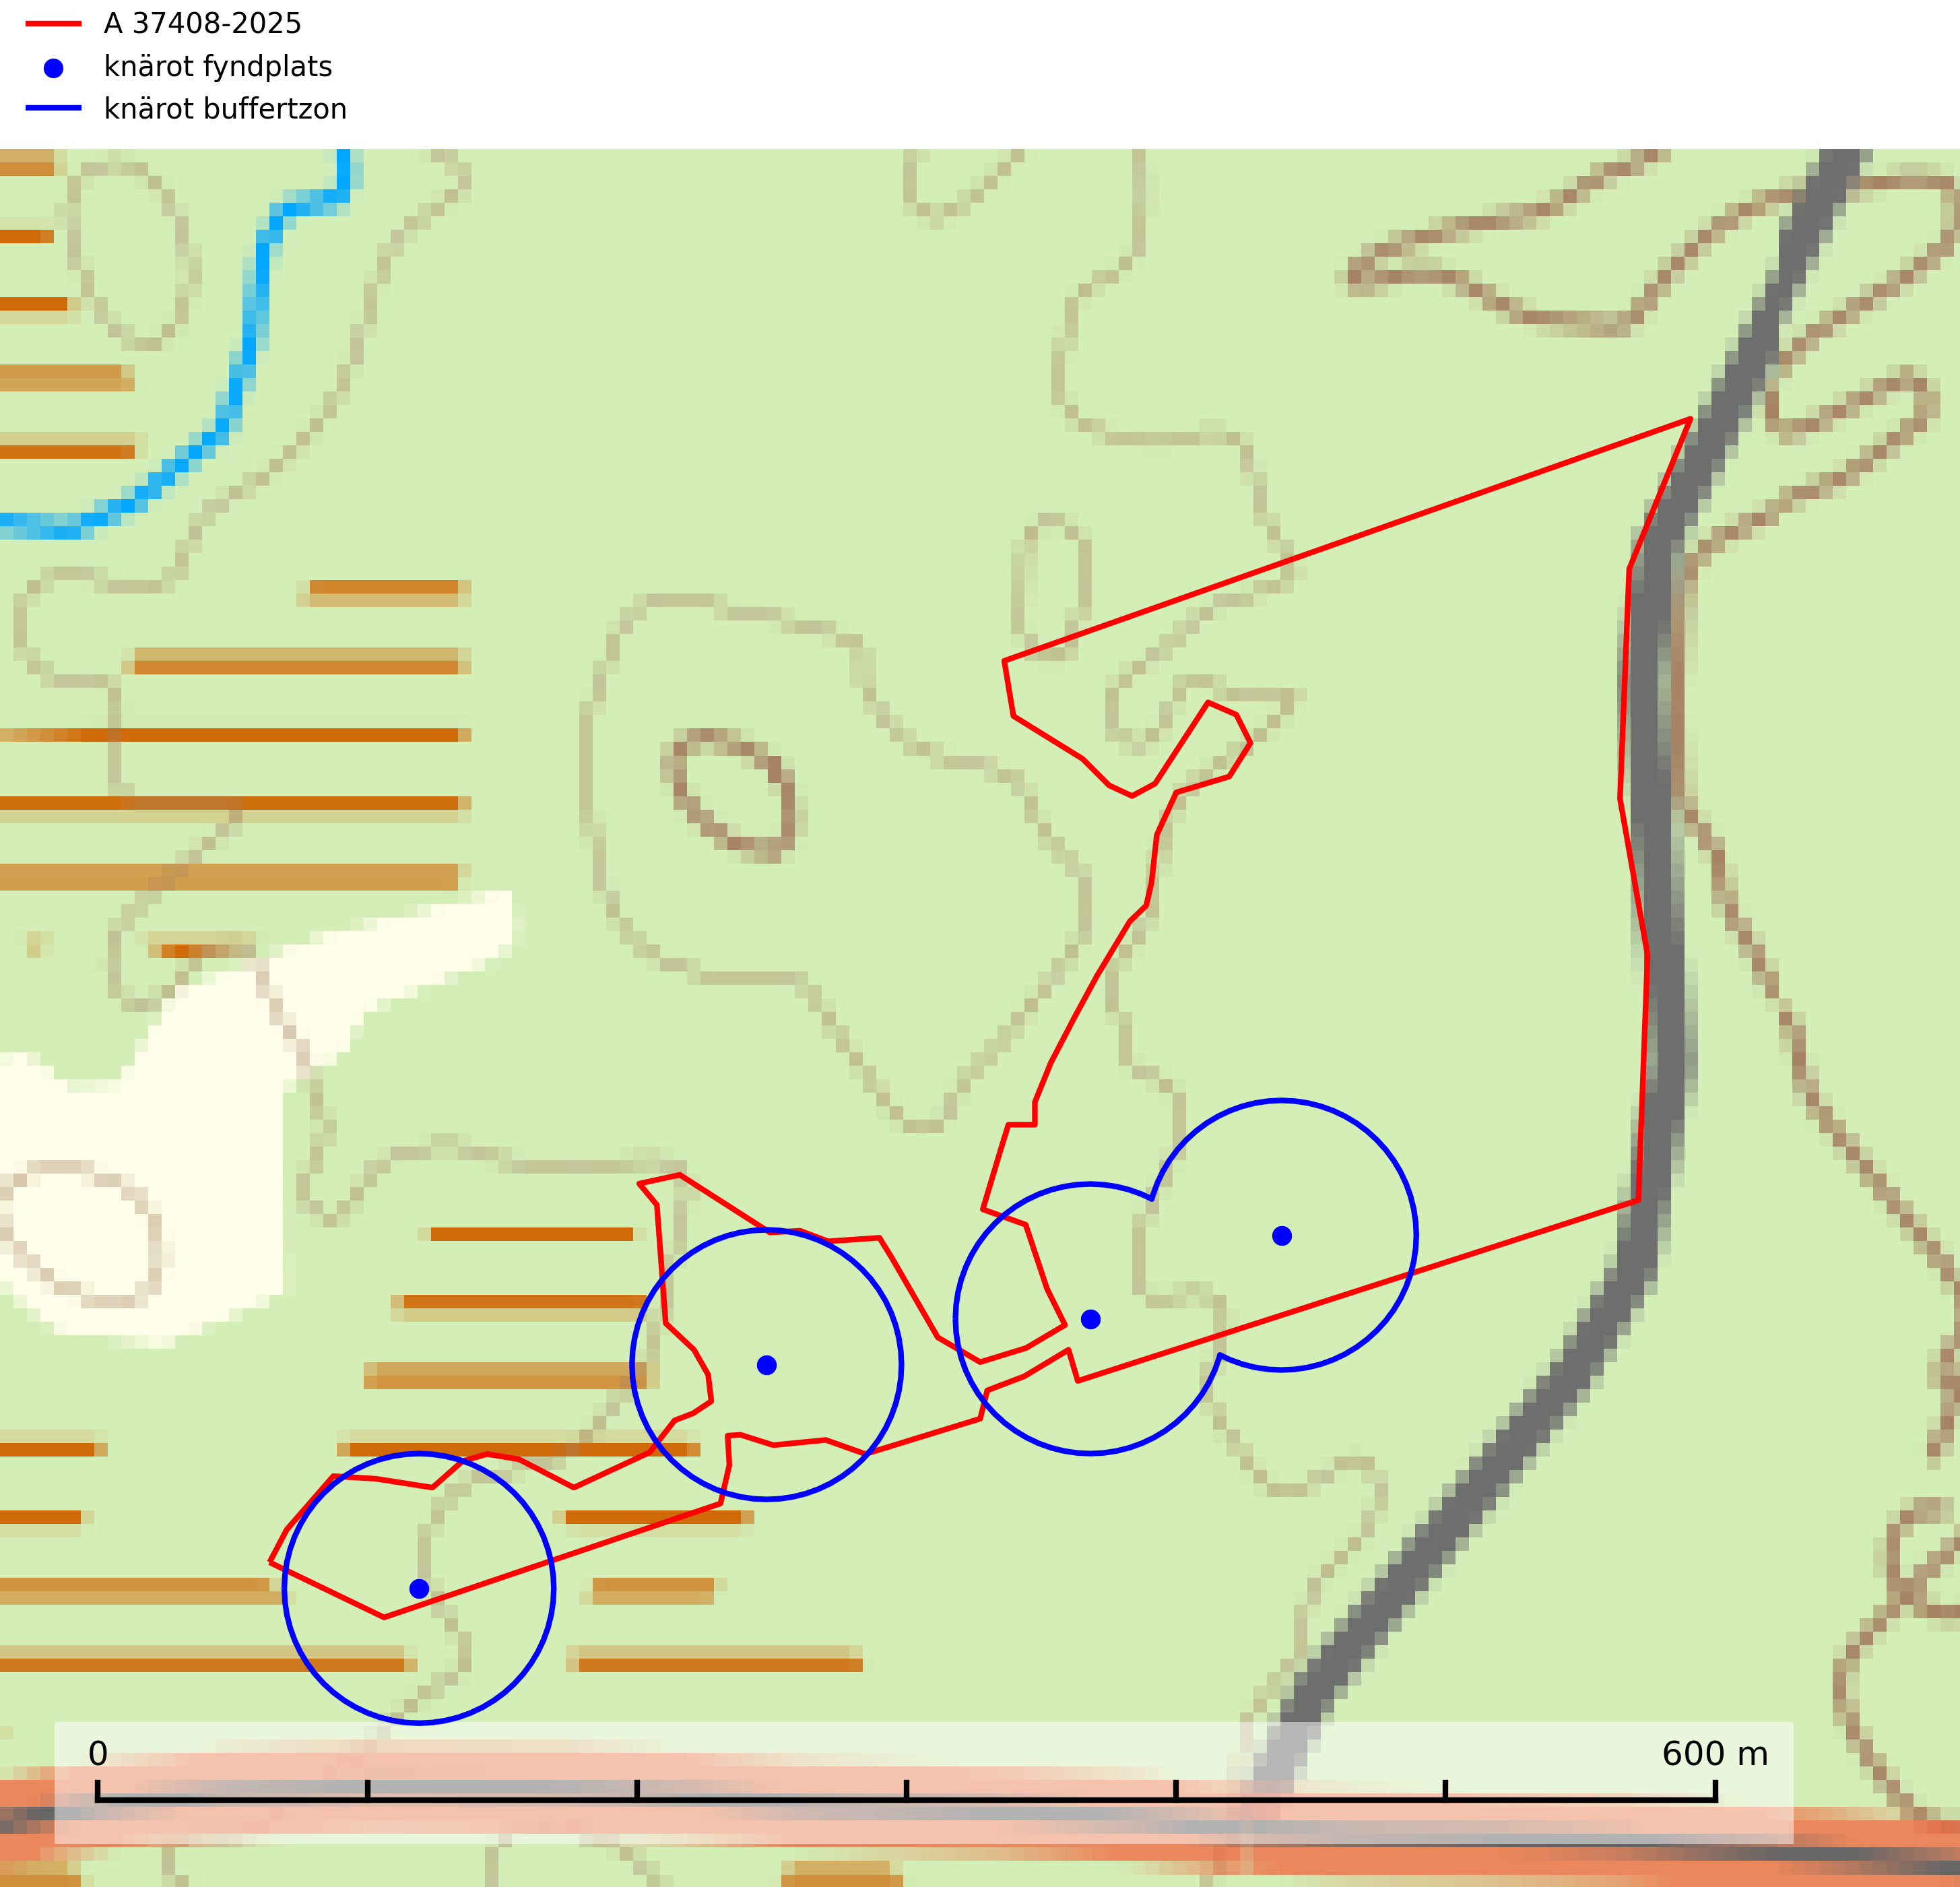 A 37408-2025
knärot fyndplats
knärot buffertzon
0
600 m